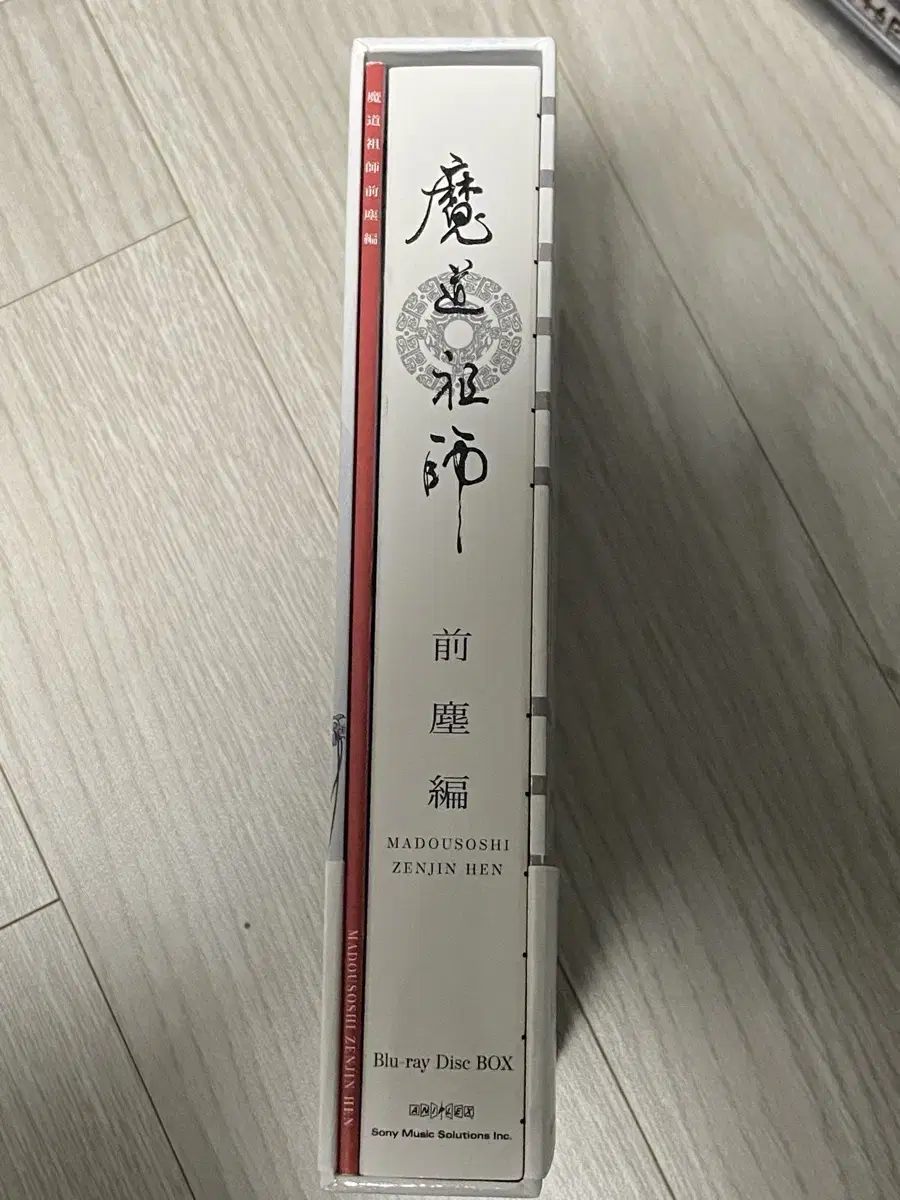 魔道祖師前塵編
MADOUSOSHI ZENJIN HEN
魔道祖師
前塵編
MADOUSOSHI
ZENJIN HEN
Blu-ray Disc BOX
ANIPLEX
Sony Music Solutions Inc.